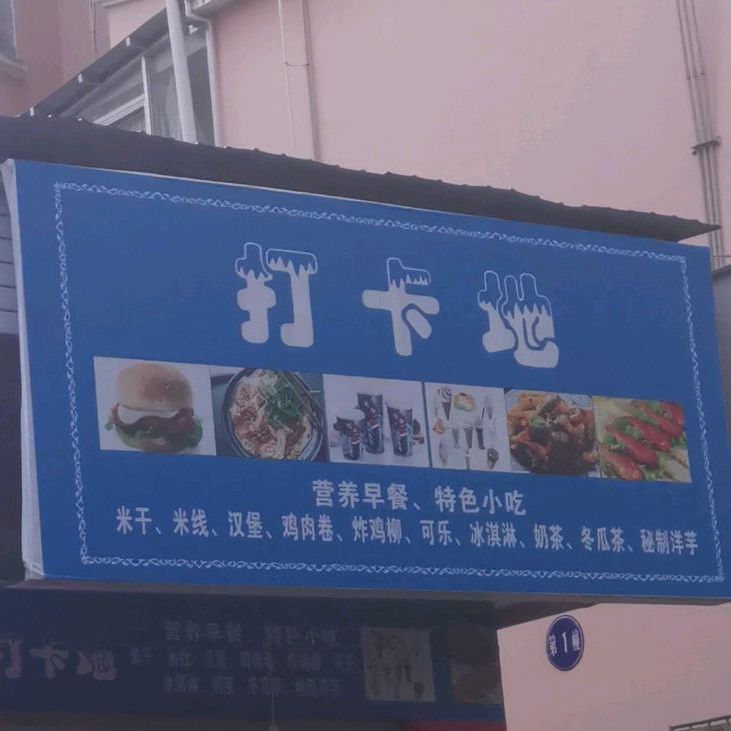 打卡地
营养早餐、特色小吃
米干、米线、汉堡、鸡肉卷、炸鸡柳、可乐、冰淇淋、奶茶、冬瓜茶、秘制洋芋
第1幢